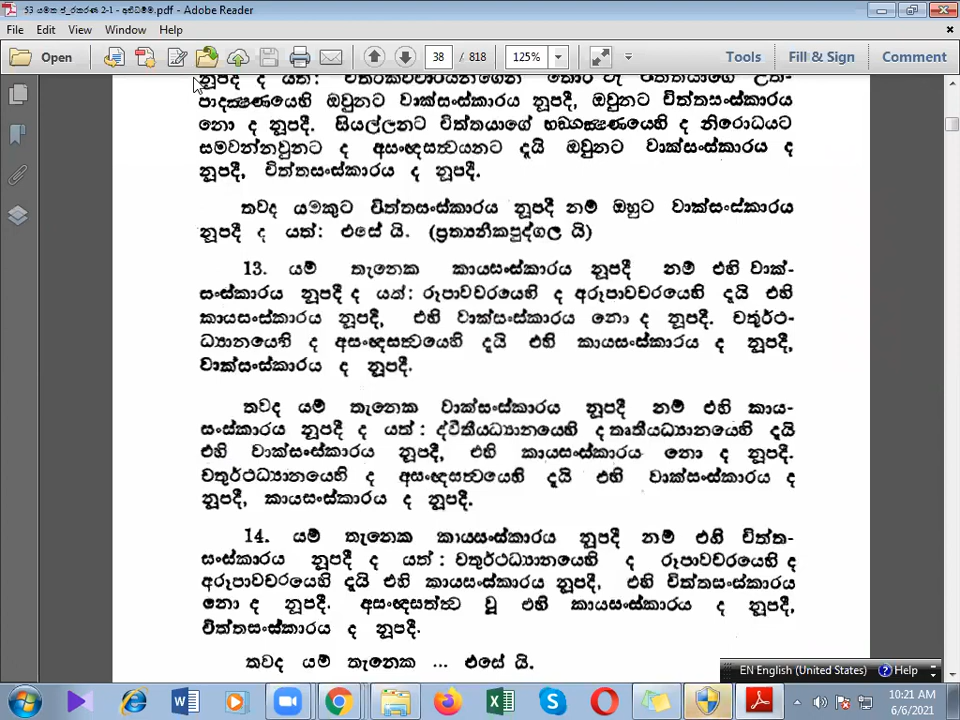 53 යමක ප්‍රකරණ 2-1 - අභිධම්ම.pdf - Adobe Reader
File Edit View Window Help
Open 38 / 818 125% Tools Fill & Sign Comment
නූපදී ද යත්:
පාදක්‍ෂණයෙහි ඔවුනට වාක්සංස්කාරය නූපදී, ඔවුනට චිත්තසංස්කාරය
නො ද නූපදී. සියල්ලනට චිත්තයාගේ භඞ්ගක්‍ෂණයෙහි ද නිරොධයට
සමවන්නවුනට ද අසංඥසත්‍වයනට දැයි ඔවුනට වාක්සංස්කාරය ද
නූපදී, චිත්තසංස්කාරය ද නූපදී.
තවද යමකුට චිත්තසංස්කාරය නූපදී නම් ඔහුට වාක්සංස්කාරය
නූපදී ද යත්: එසේ යි. (ප්‍රත්‍යනීකපුද්ගල යි)
13. යම් තැනෙක කායසංස්කාරය නූපදී නම් එහි වාක්-
සංස්කාරය නූපදී ද යත්: රූපාවචරයෙහි ද අරූපාවචරයෙහි දැයි එහි
කායසංස්කාරය නූපදී, එහි වාක්සංස්කාරය නො ද නූපදී. චතුර්ථ-
ධ්‍යානයෙහි ද අසංඥසත්‍වයෙහි දැයි එහි කායසංස්කාරය ද නූපදී,
වාක්සංස්කාරය ද නූපදී.
තවද යම් තැනෙක වාක්සංස්කාරය නූපදී නම් එහි කාය-
සංස්කාරය නූපදී ද යත්: ද්විතීයධ්‍යානයෙහි ද තෘතීයධ්‍යානයෙහි දැයි
එහි වාක්සංස්කාරය නූපදී, එහි කායසංස්කාරය නො ද නූපදී.
චතුර්ථධ්‍යානයෙහි ද අසංඥසත්‍වයෙහි දැයි එහි වාක්සංස්කාරය ද
නූපදී, කායසංස්කාරය ද නූපදී.
14. යම් තැනෙක කායසංස්කාරය නූපදී නම් එහි චිත්ත-
සංස්කාරය නූපදී ද යත්: චතුර්ථධ්‍යානයෙහි ද රූපාවචරයෙහි ද
අරූපාවචරයෙහි දැයි එහි කායසංස්කාරය නූපදී, එහි චිත්තසංස්කාරය
නො ද නූපදී. අසංඥසත්ත්‍ව වූ එහි කායසංස්කාරය ද නූපදී,
චිත්තසංස්කාරය ද නූපදී.
තවද යම් තැනෙක ... එසේ යි.
EN English (United States) Help
10:21 AM
6/6/2021